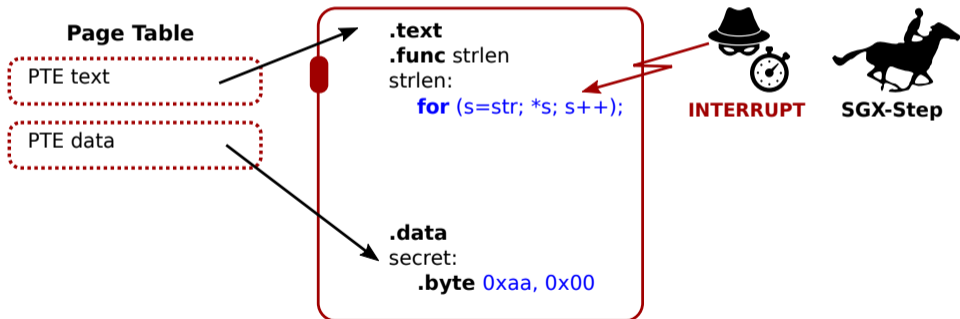 Page Table
PTE text
PTE data
.text
.func strlen
strlen:
for (s=str; *s; s++);
.data
secret:
.byte 0xaa, 0x00
INTERRUPT
SGX-Step